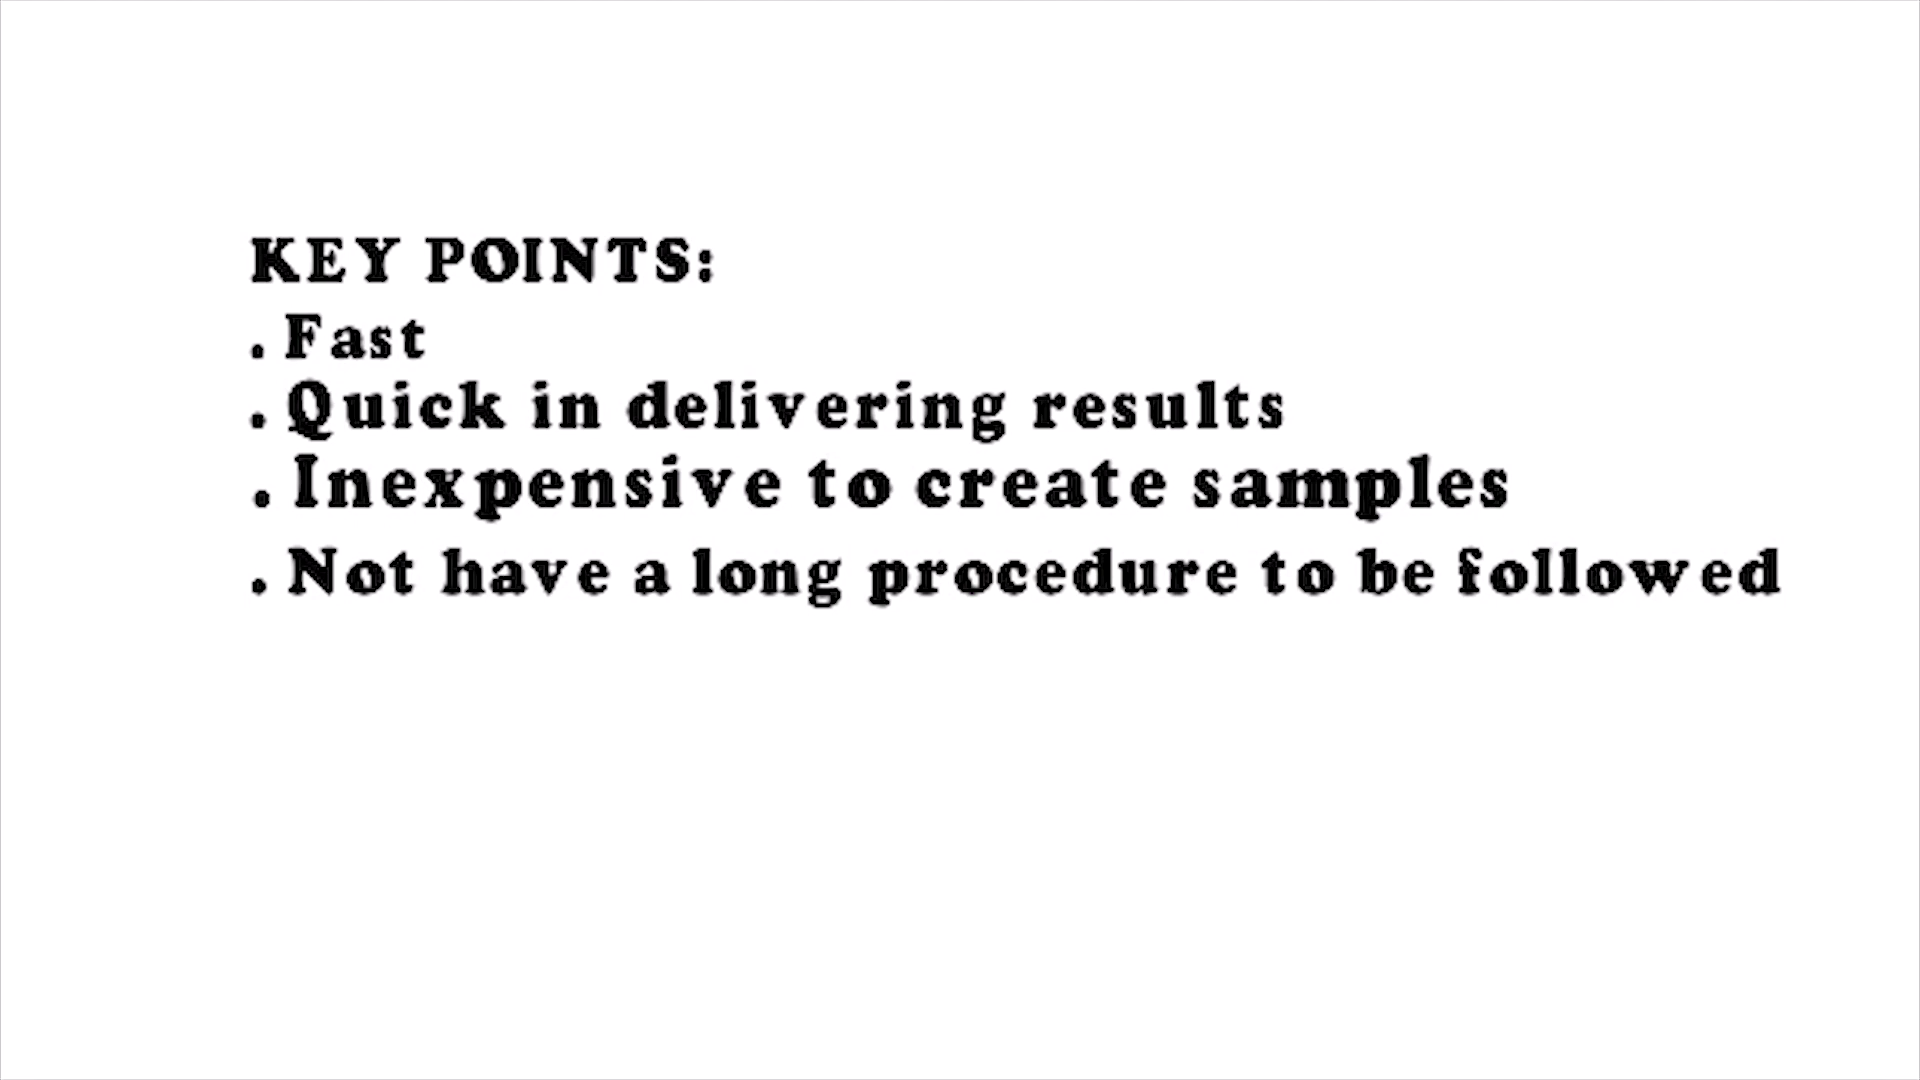 KEY POINTS:
. Fast
. Quick in delivering results
. Inexpensive to create samples
. Not have a long procedure to be followed